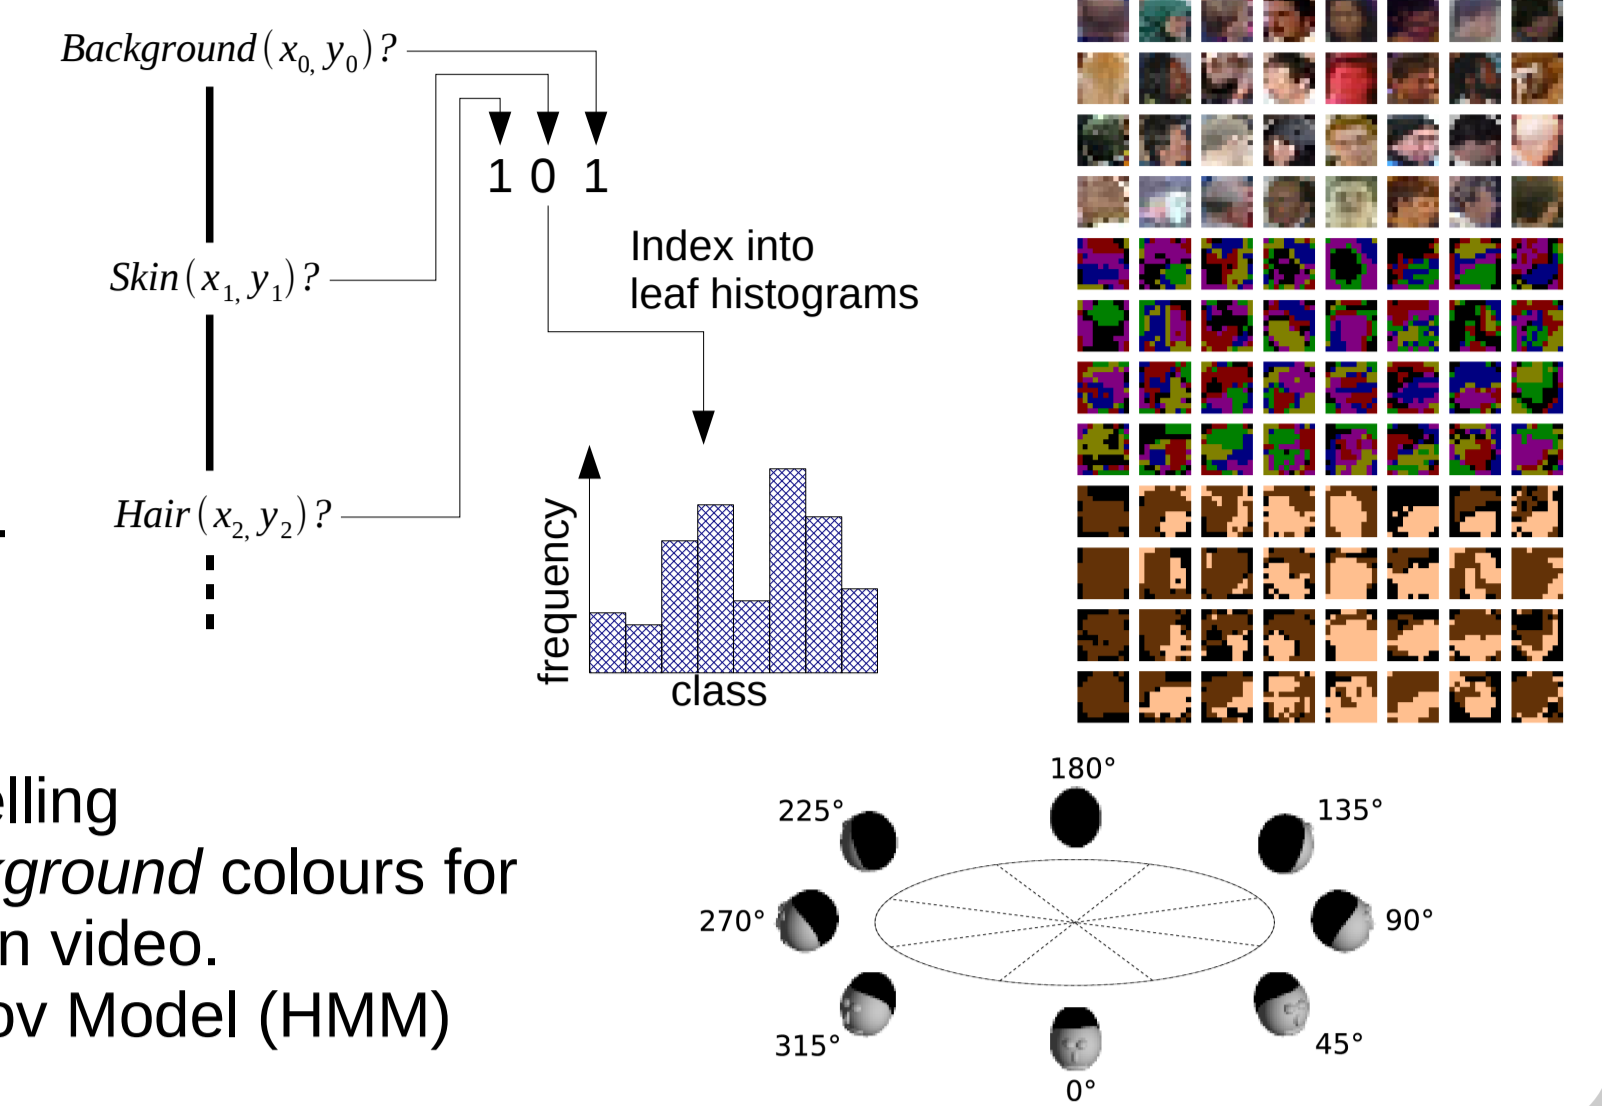 Background(x0, y0)?
1 0 1
Skin(x1, y1)?
Index into
leaf histograms
Hair(x2, y2)?
.
frequency
class
elling
kground colours for
n video.
ov Model (HMM)
180°
225°
135°
270°
90°
315°
45°
0°